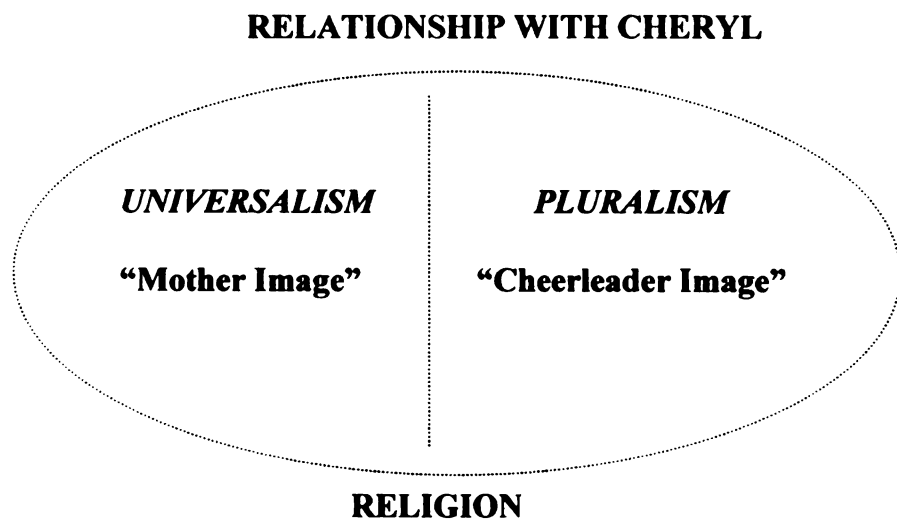 RELATIONSHIP WITH CHERYL
UNIVERSALISM
“Mother Image”
PLURALISM
“Cheerleader Image”
RELIGION